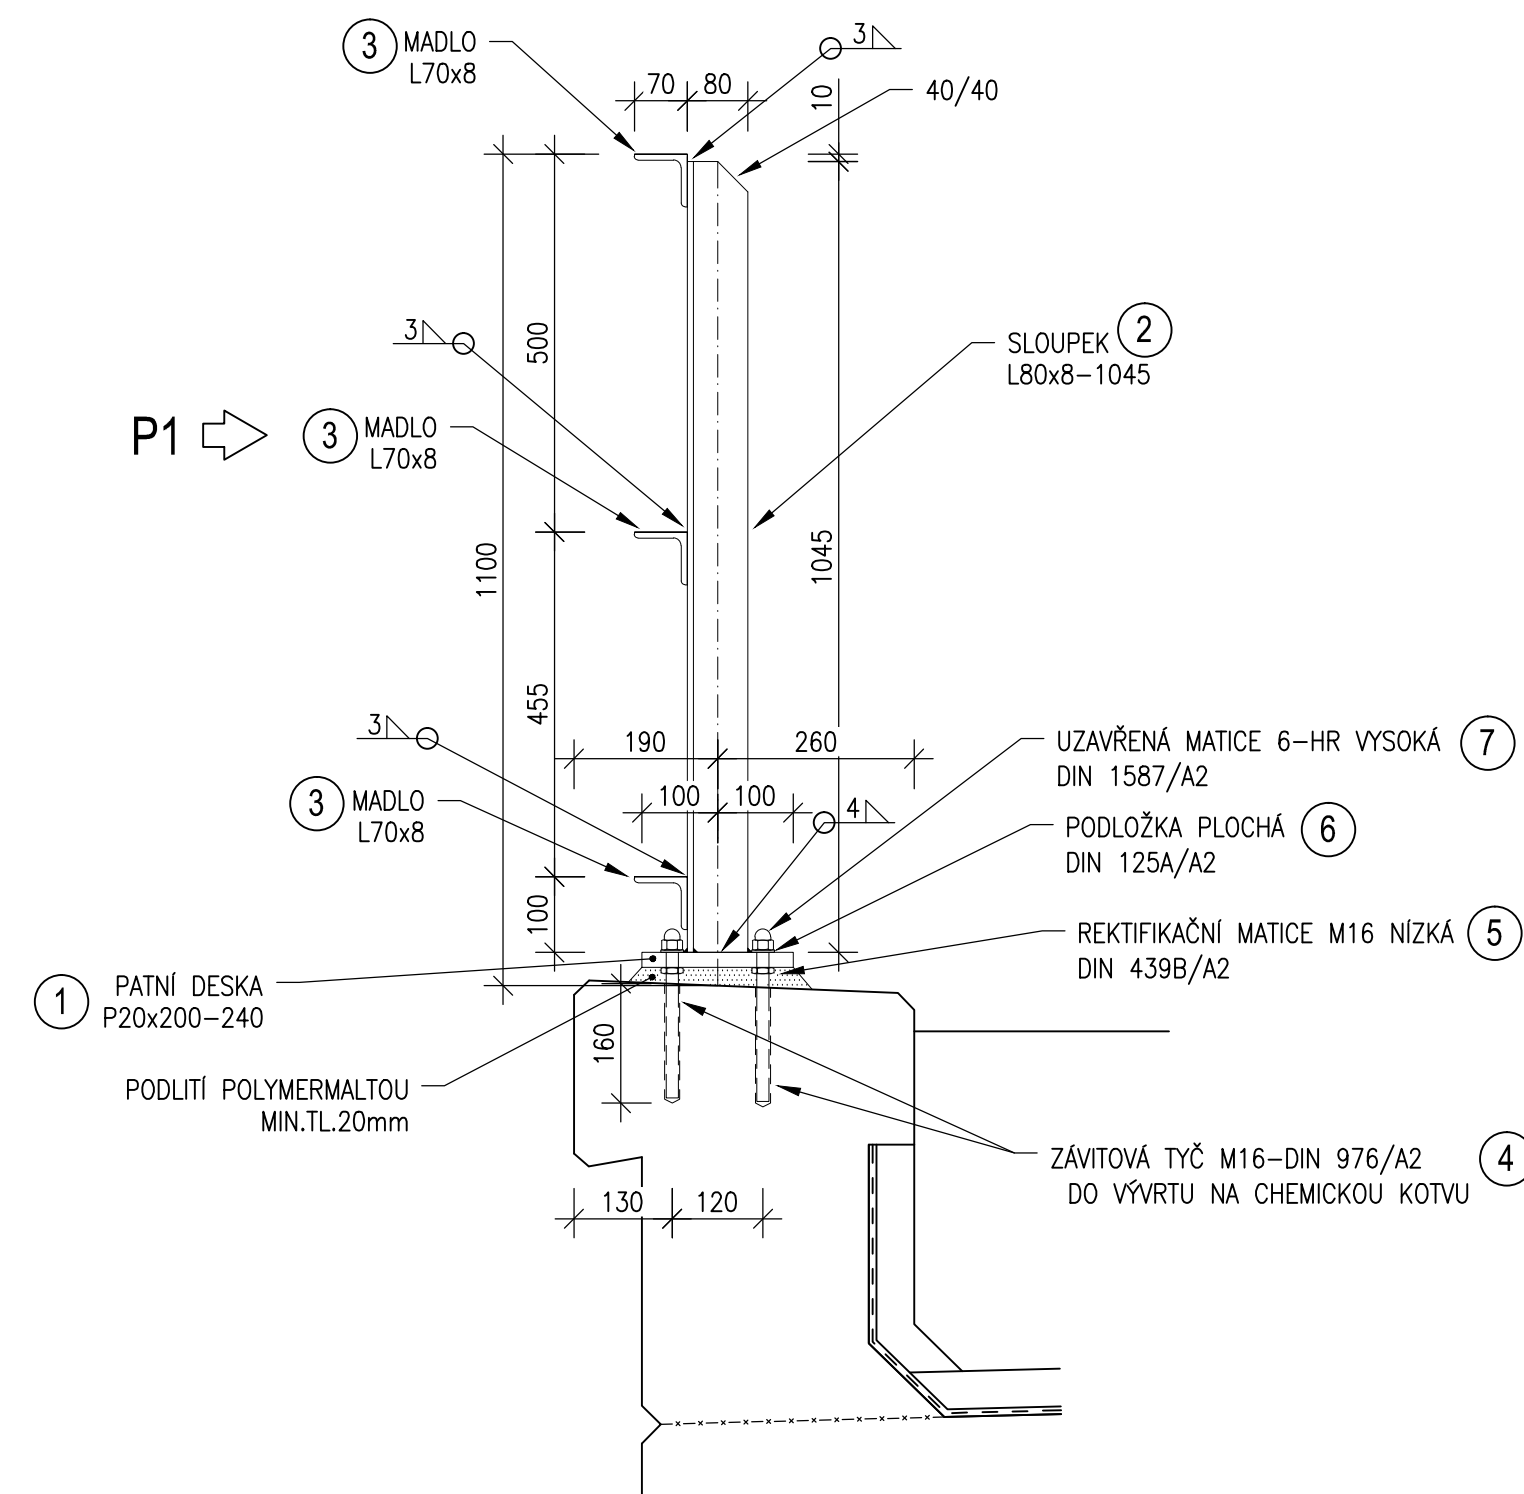 3 MADLO
L70x8
3
70 80
10
40/40
3
500
SLOUPEK 2
L80x8-1045
P1
3 MADLO
L70x8
1100
1045
455
3
190 260
UZAVŘENÁ MATICE 6-HR VYSOKÁ 7
DIN 1587/A2
3 MADLO
L70x8
100 100
4
PODLOŽKA PLOCHÁ 6
DIN 125A/A2
100
REKTIFIKAČNÍ MATICE M16 NÍZKÁ 5
DIN 439B/A2
1 PATNÍ DESKA
P20x200-240
160
PODLITÍ POLYMERMALTOU
MIN.TL.20mm
ZÁVITOVÁ TYČ M16-DIN 976/A2 4
DO VÝVRTU NA CHEMICKOU KOTVU
130 120